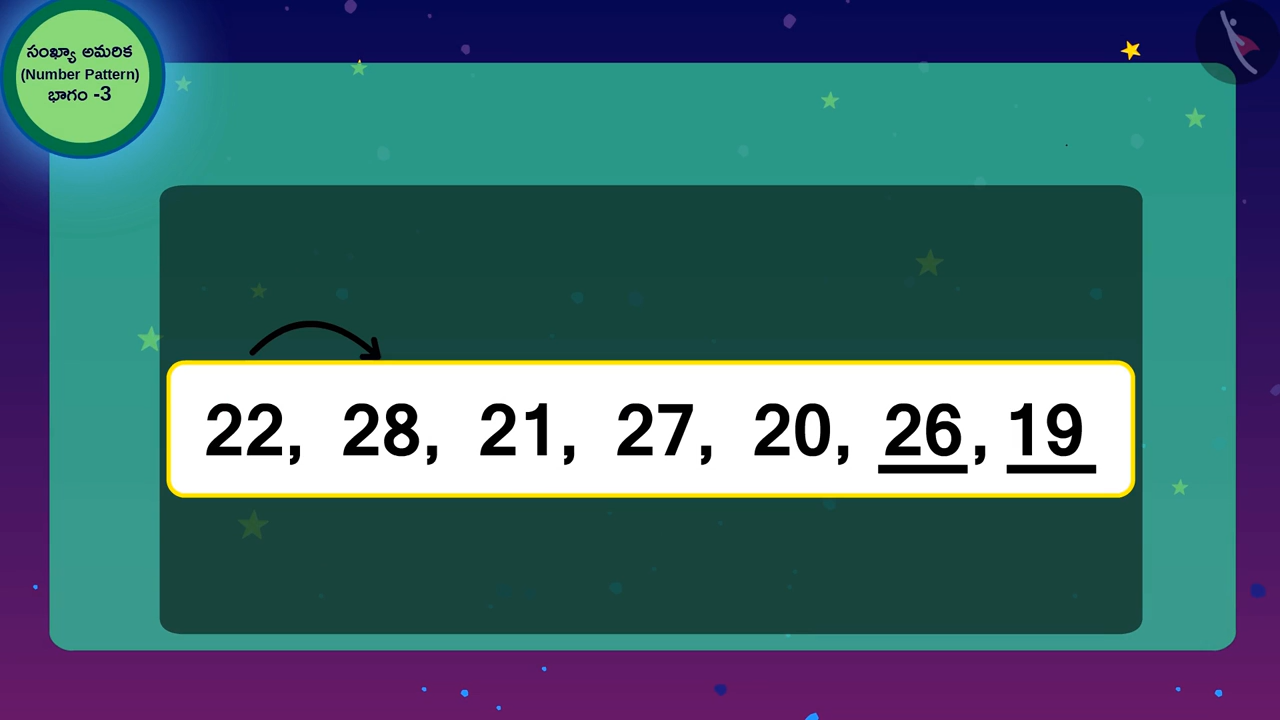 సంఖ్యా అమరిక
(Number Pattern)
భాగం -3
22, 28, 21, 27, 20, 26, 19